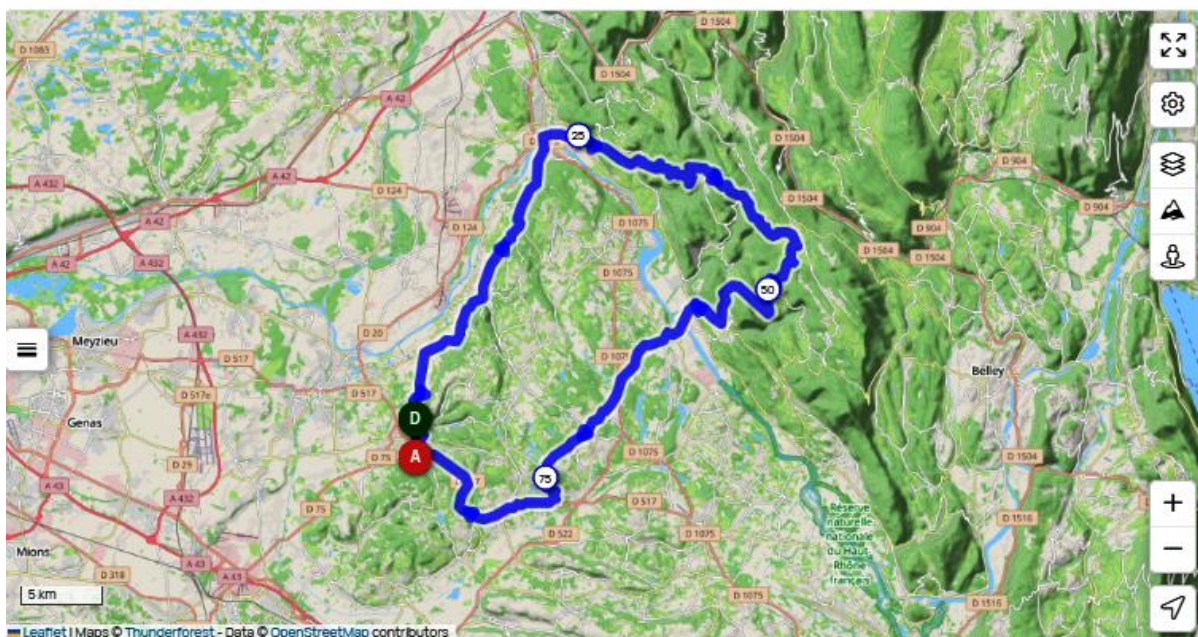 D 1504
D 1504
D 1083
A 42
A 42
D 1504
D
25
D 904
A 42
A 432
D 124
D 1504
D 904
A 42
D 904
D 124
D 1075
A 432
D 1504
D 1504
A 42
D 1075
50
D 20
A 432
Meyzieu
D 517
Belley
D 517
D 517e
D
Genas
D 75
A
D 1075
D 1504
D 29
75
A 43
A 432
D 517
D 75
Réserve
naturelle
nationale
du Haut-
Rhône
français
D 1516
D 522
D 1075
Mions
A 43
D 318
A 43
5 km
D 1075
D 1516
Leaflet | Maps © Thunderforest - Data © OpenStreetMap contributors